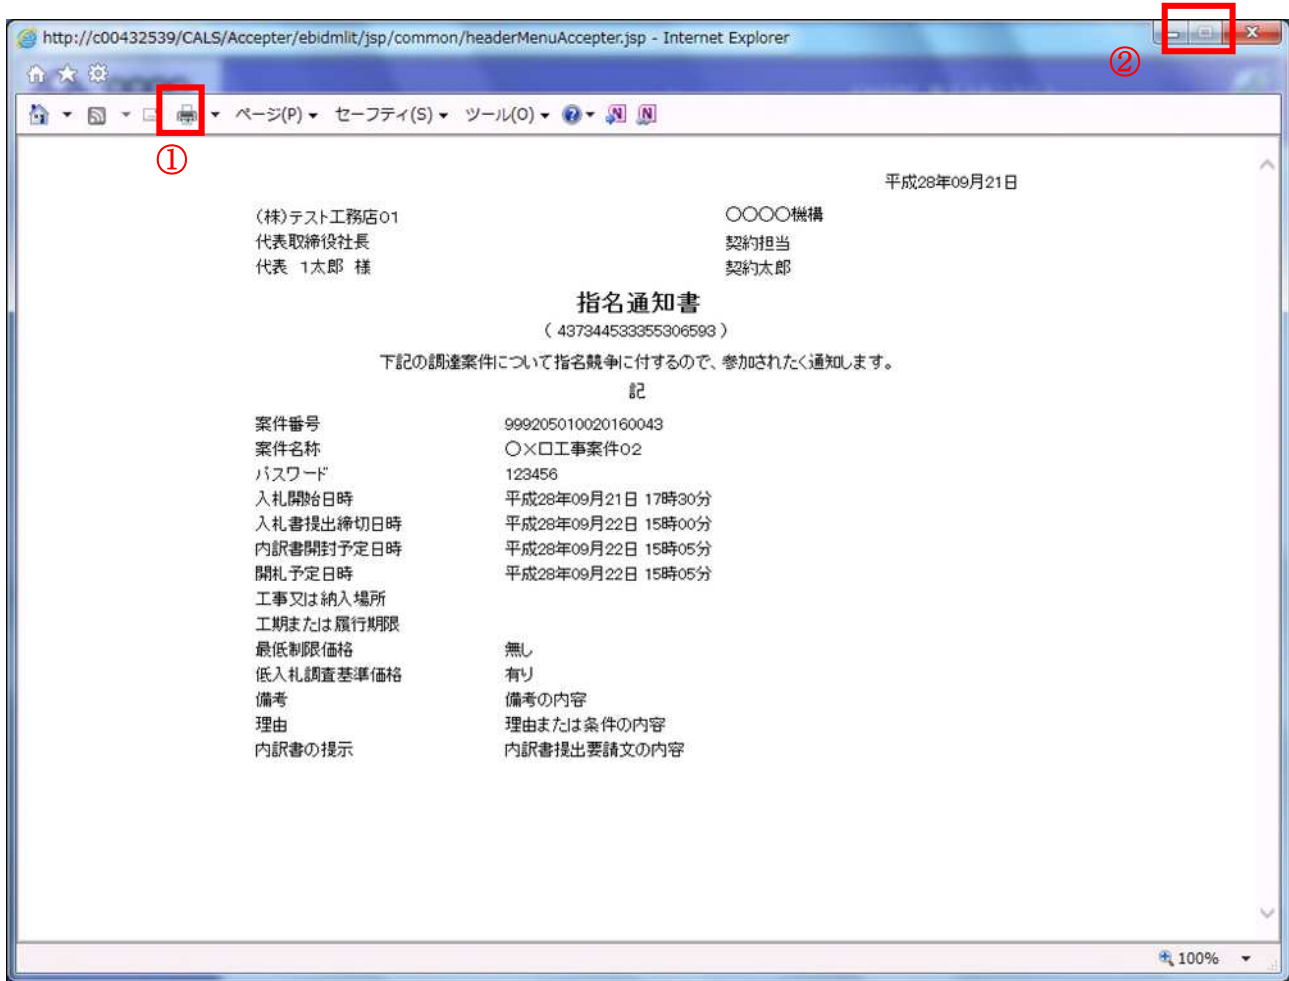 http://c00432539/CALS/Accepter/ebidmlit/jsp/common/headerMenuAccepter.jsp - Internet Explorer
②
ページ(P) セーフティ(S) ツール(O)
①
平成28年09月21日
(株)テスト工務店01 〇〇〇〇機構
代表取締役社長 契約担当
代表 1太郎 様 契約太郎
指名通知書
( 437344533355306593 )
下記の調達案件について指名競争に付するので、参加されたく通知します。
記
案件番号 999205010020160043
案件名称 〇×口工事案件02
パスワード 123456
入札開始日時 平成28年09月21日 17時30分
入札書提出締切日時 平成28年09月22日 15時00分
内訳書開封予定日時 平成28年09月22日 15時05分
開札予定日時 平成28年09月22日 15時05分
工事又は納入場所
工期または履行期限
最低制限価格 無し
低入札調査基準価格 有り
備考 備考の内容
理由 理由または条件の内容
内訳書の提示 内訳書提出要請文の内容
100%